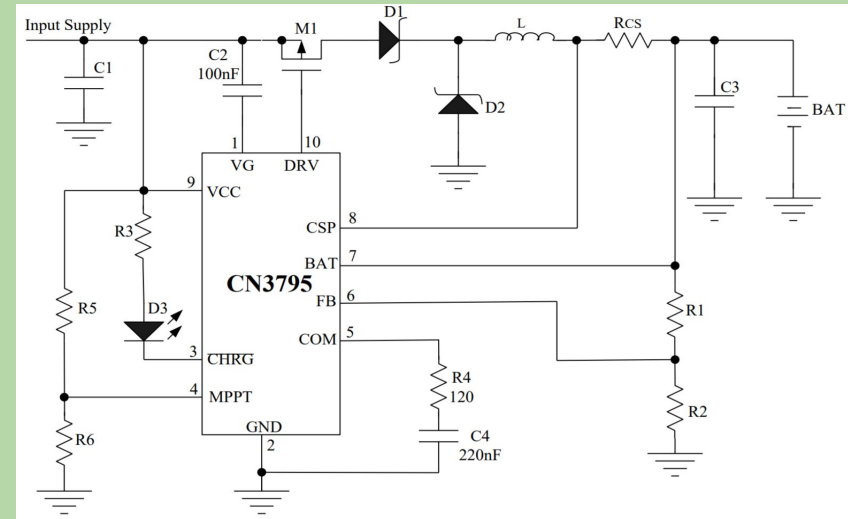 Input Supply
C1
C2
100nF
M1
D1
L
RCS
D2
C3
BAT
1
10
VG
DRV
9
VCC
R3
CSP
8
BAT
7
CN3795
FB
6
R5
D3
COM
5
R1
3
CHRG
R4
120
4
MPPT
R2
R6
GND
2
C4
220nF